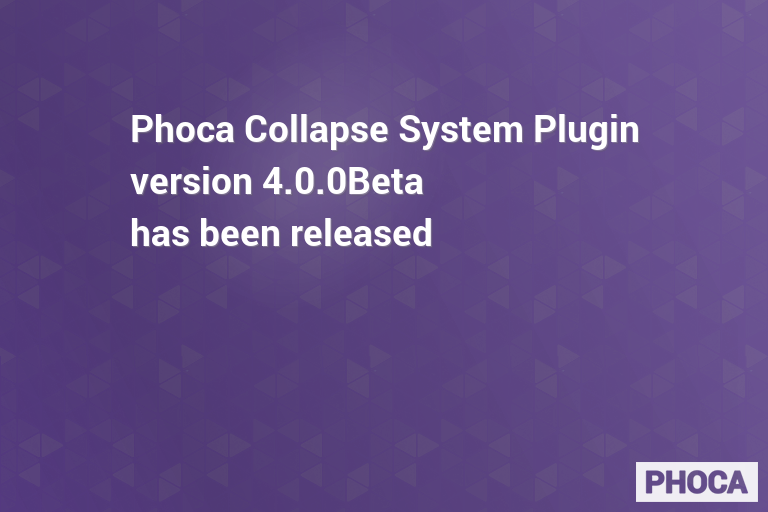 Phoca Collapse System Plugin
version 4.0.0Beta
has been released
PHOCA